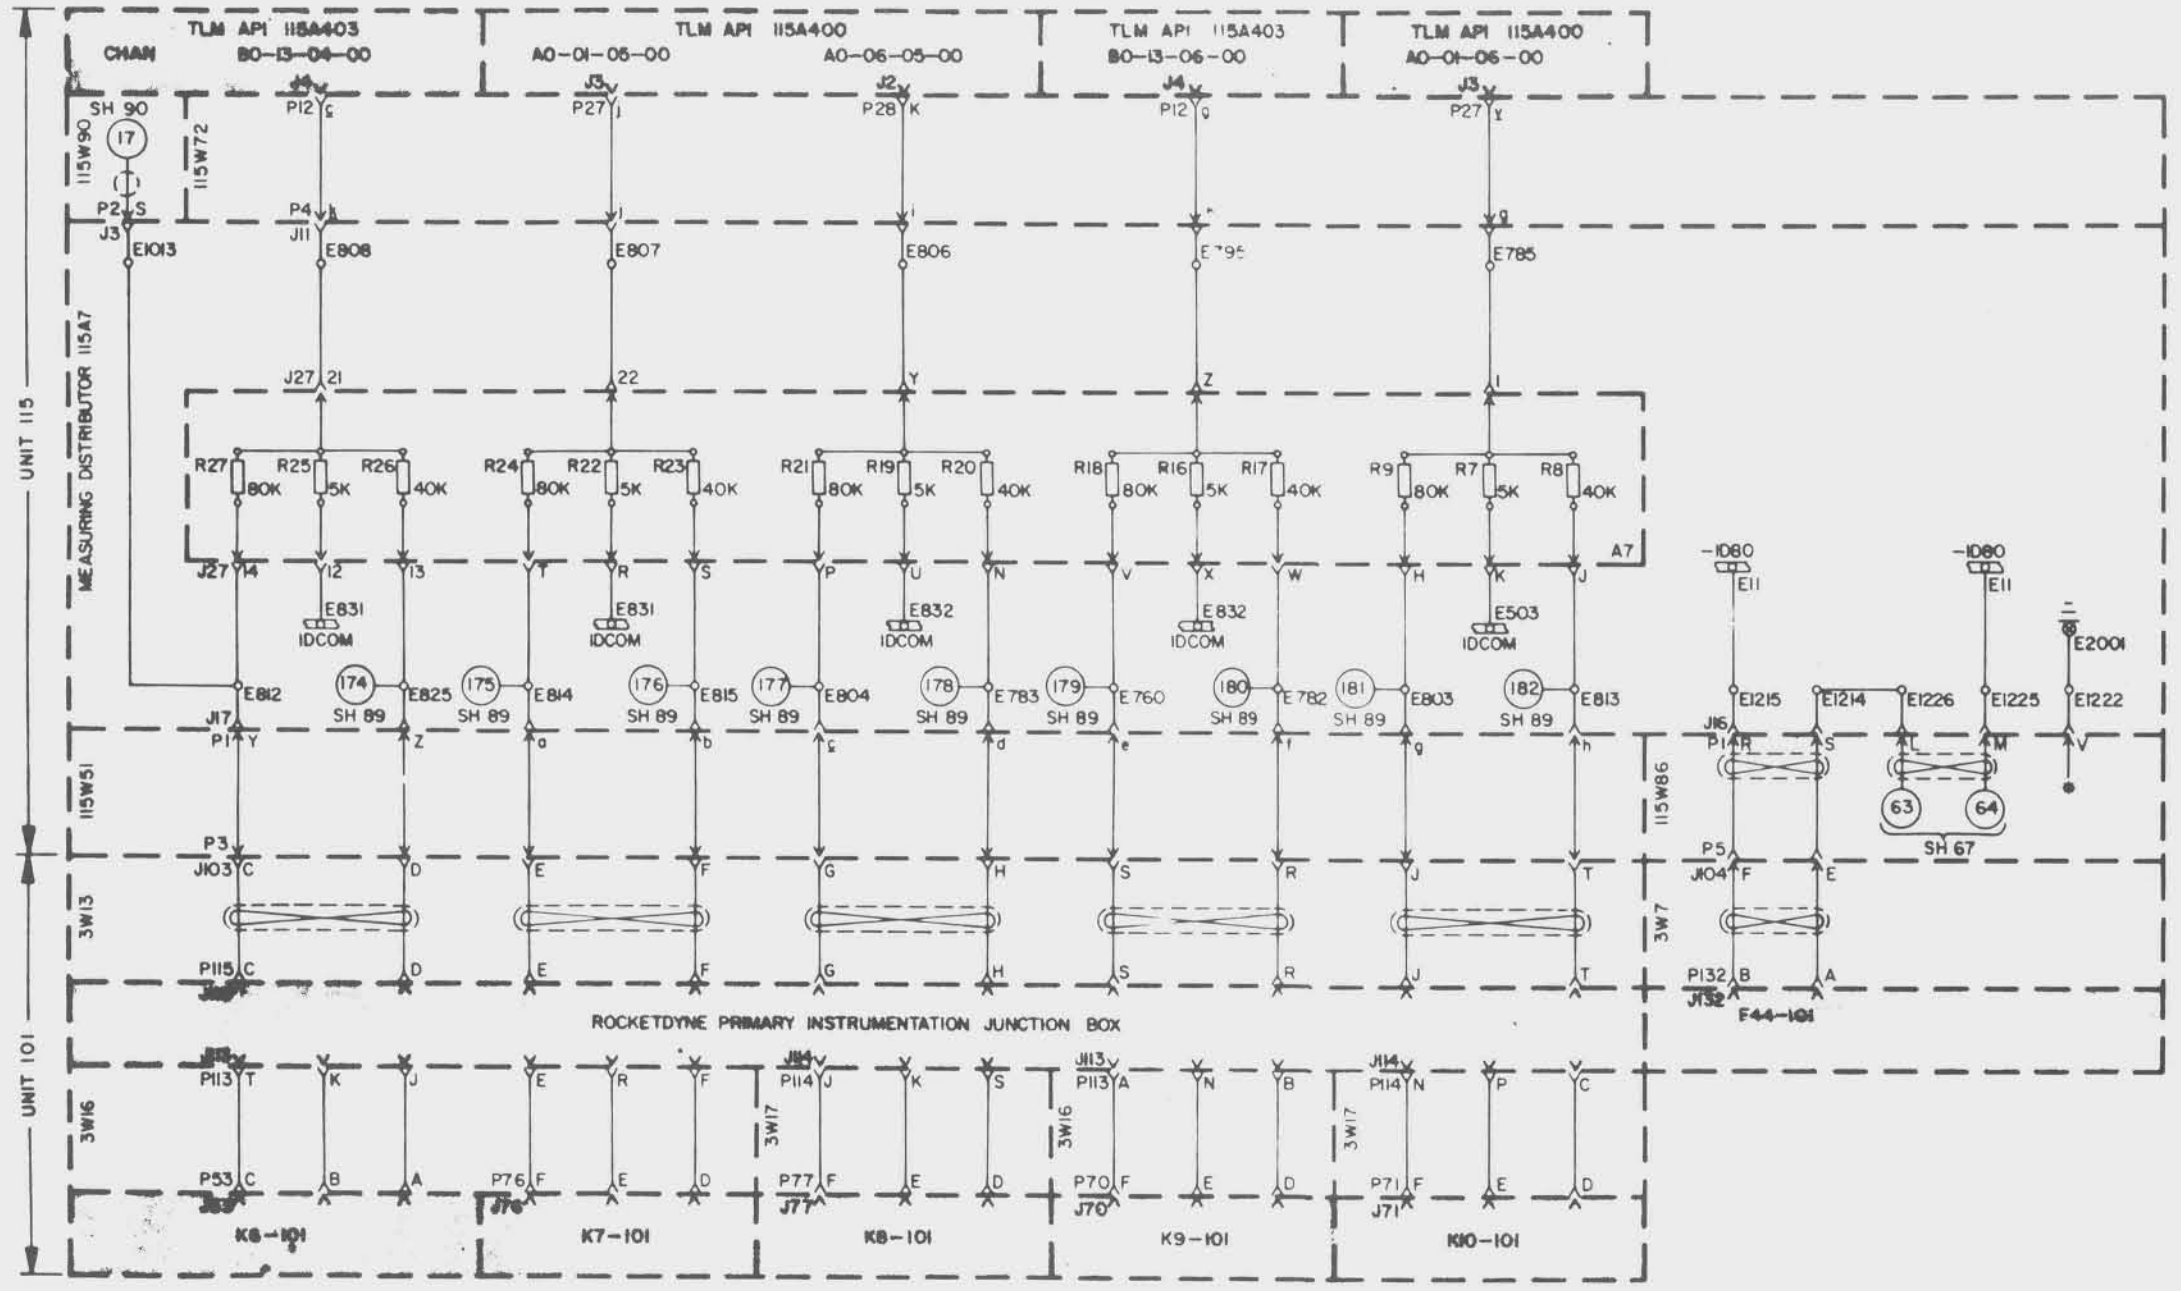 TLM API 115A403 TLM API 115A400 TLM API 115A403 TLM API 115A400
CHAN B0-13-04-00 A0-01-05-00 A0-06-05-00 B0-13-06-00 A0-01-06-00
J4 J3 J2 J4 J3
SH 90 P12 c P27 j P28 K P12 g P27 Y
17
115W90 115W72
P2 S P4 h j i g
J3 J11
E1013 E808 E807 E806 E795 E785
UNIT 115
MEASURING DISTRIBUTOR 115A7
J27 21 22 Y Z I
R27 R25 R26 R24 R22 R23 R21 R19 R20 R18 R16 R17 R9 R7 R8
80K 5K 40K 80K 5K 40K 80K 5K 40K 80K 5K 40K 80K 5K 40K
A7
J27 14 12 13 T R S P U N V X W H K J
-1D80 -1D80
E11 E11
E831 E831 E832 E832 E503
IDCOM IDCOM IDCOM IDCOM IDCOM
E2001
174 175 176 177 178 179 180 181 182
E812 E825 E814 E815 E804 E783 E760 E782 E803 E813 E1215 E1214 E1226 E1225 E1222
SH 89 SH 89 SH 89 SH 89 SH 89 SH 89 SH 89 SH 89 SH 89
J17 J16
P1 Y Z a b c d e f g h P1 R S L M V
115W51 115W86
63 64
SH 67
P3 P5
J103 C D E F G H S R J T J104 F E
3W13 3W7
P115 C D E F G H S R J T P132 B A
J132
E44-101
ROCKETDYNE PRIMARY INSTRUMENTATION JUNCTION BOX
UNIT 101
J114 J113 J114
P113 T K J E R F P114 J K S P113 A N B P114 N P C
3W16 3W17 3W16 3W17
P53 C B A P76 F E D P77 F E D P70 F E D P71 F E D
J53 J76 J77 J70 J71
K6-101 K7-101 K8-101 K9-101 K10-101